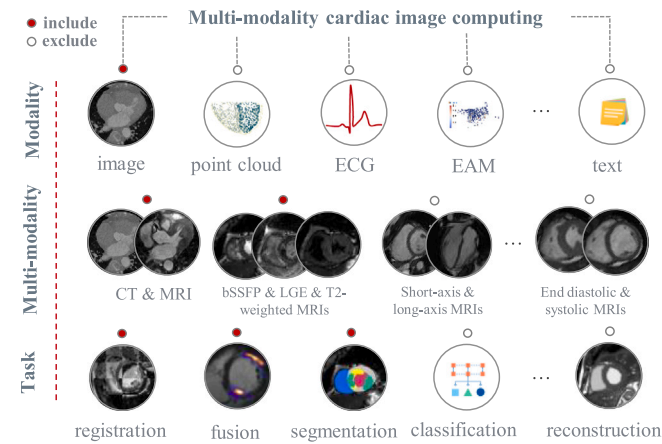 Multi-modality cardiac image computing
include
exclude
Modality
image
point cloud
ECG
EAM
...
text
Multi-modality
CT & MRI
bSSFP & LGE & T2-
weighted MRIs
Short-axis &
long-axis MRIs
...
End diastolic &
systolic MRIs
Task
registration
fusion
segmentation
classification
...
reconstruction